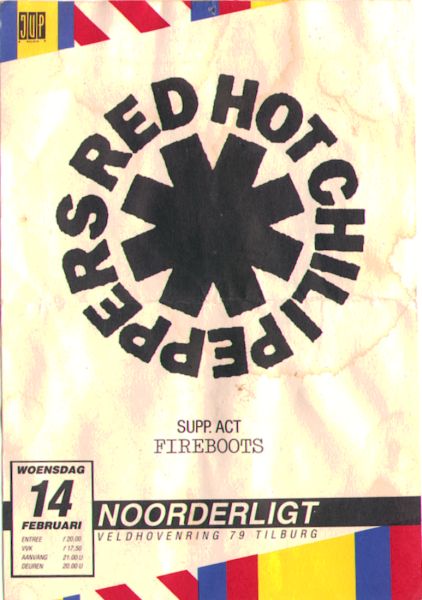 JUP
RED HOT CHILI PEPPERS
SUPP. ACT
FIREBOOTS
WOENSDAG
14
FEBRUARI
ENTREE f 20,00
VVK f 17,50
AANVANG 21.00 U
DEUREN 20.00 U
NOORDERLIGT
VELDHOVENRING 79 TILBURG